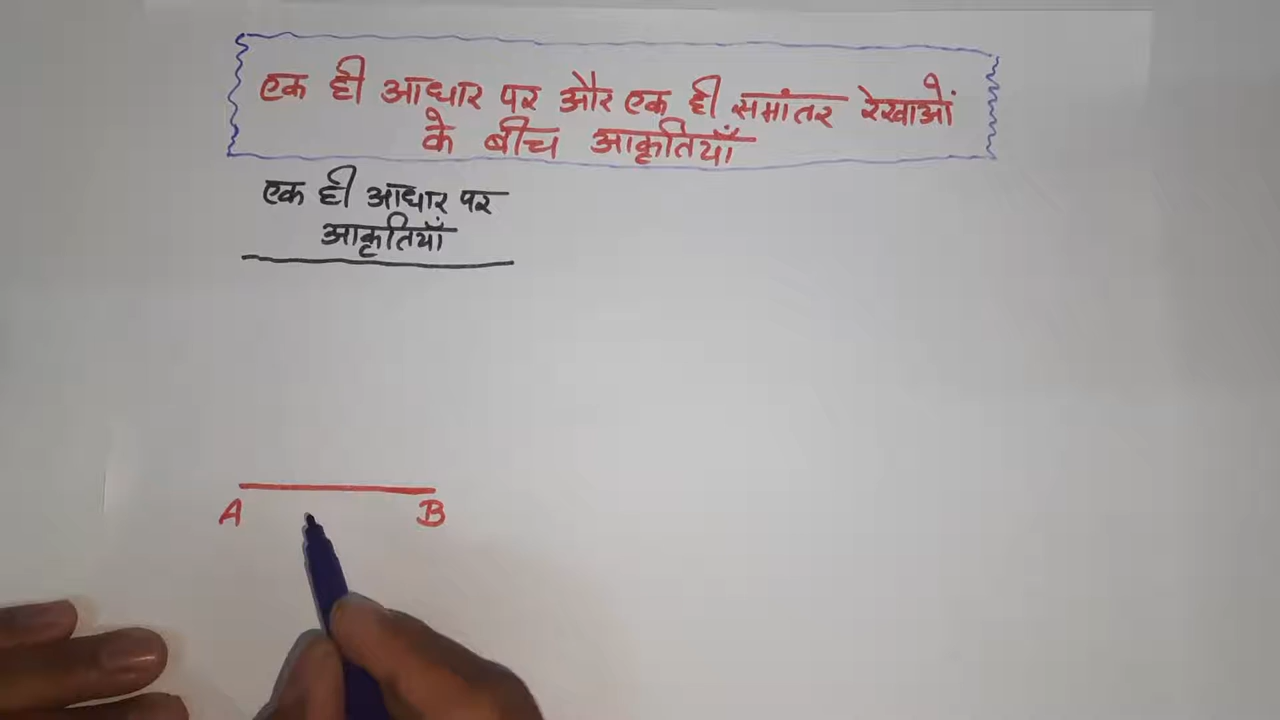 एक ही आधार पर और एक ही समांतर रेखाओं
के बीच आकृतियाँ
एक ही आधार पर
आकृतियाँ
A B